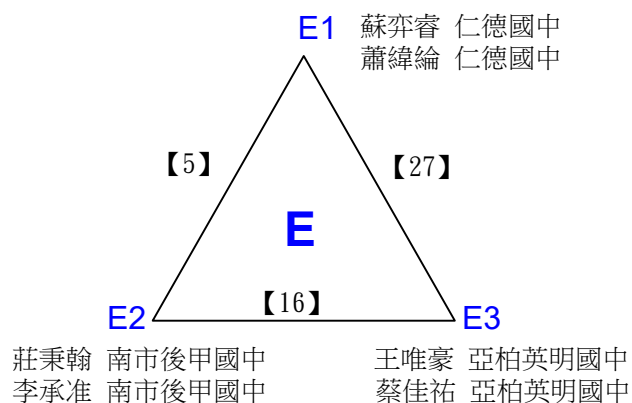 E1 蘇弈睿 仁德國中
蕭緯綸 仁德國中
【5】 【27】
E
【16】
E2 E3
莊秉翰 南市後甲國中 王唯豪 亞柏英明國中
李承准 南市後甲國中 蔡佳祐 亞柏英明國中